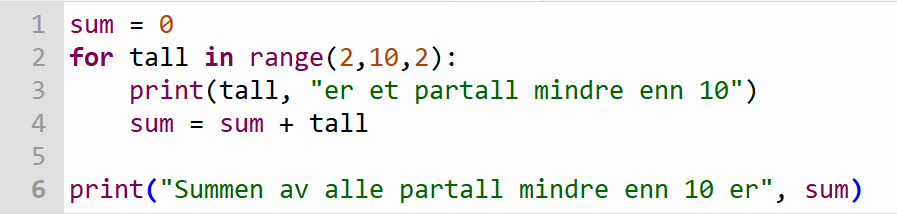 1 sum = 0
2 for tall in range(2,10,2):
3     print(tall, "er et partall mindre enn 10")
4     sum = sum + tall
5
6 print("Summen av alle partall mindre enn 10 er", sum)